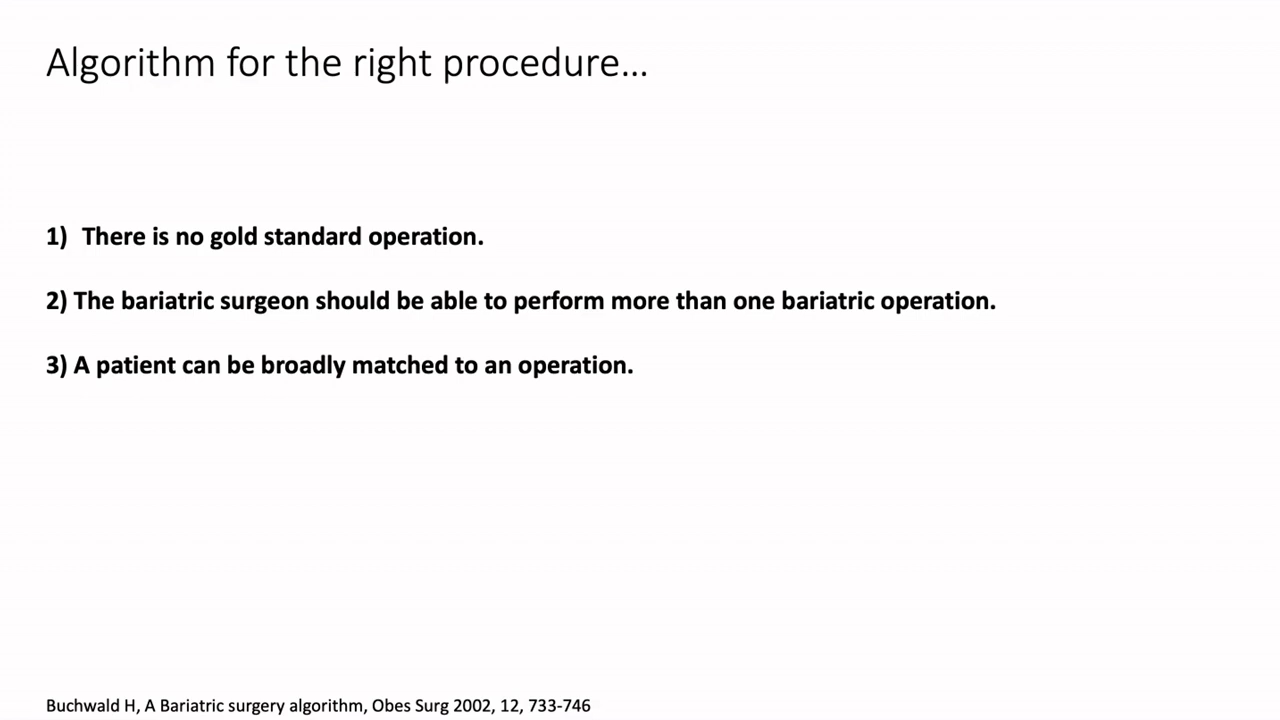 Algorithm for the right procedure...
1) There is no gold standard operation.
2) The bariatric surgeon should be able to perform more than one bariatric operation.
3) A patient can be broadly matched to an operation.
Buchwald H, A Bariatric surgery algorithm, Obes Surg 2002, 12, 733-746